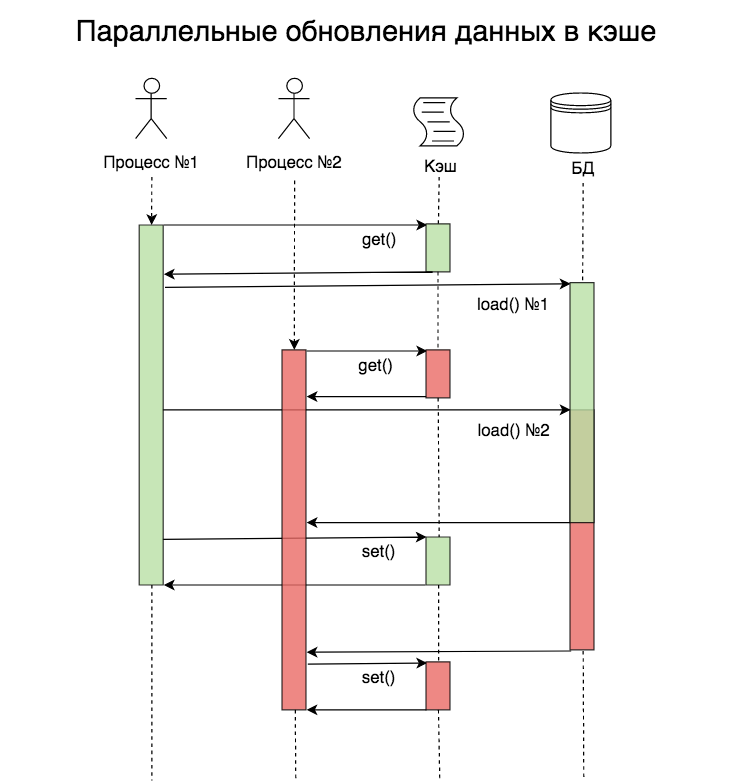 Параллельные обновления данных в кэше
Процесс №1
Процесс №2
Кэш
БД
get()
load() №1
get()
load() №2
set()
set()